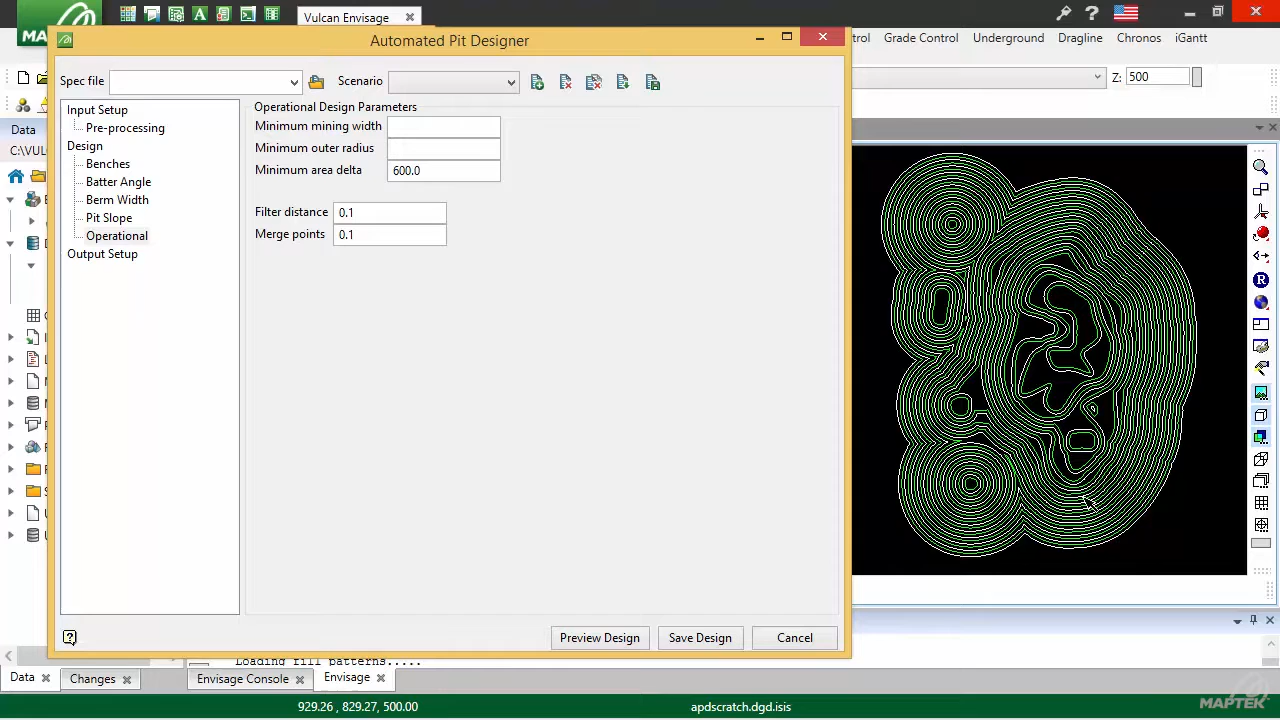 MA
Vulcan Envisage
Automated Pit Designer
rol
Grade Control
Underground
Dragline
Chronos
iGantt
Spec file
Scenario
Z: 500
Input Setup
Pre-processing
Design
Benches
Batter Angle
Berm Width
Pit Slope
Operational
Output Setup
Operational Design Parameters
Minimum mining width
Minimum outer radius
Minimum area delta 600.0
Filter distance 0.1
Merge points 0.1
Data
C:\VUL
Preview Design
Save Design
Cancel
Loading fill patterns.....
Data
Changes
Envisage Console
Envisage
929.26 , 829.27, 500.00
apdscratch.dgd.isis
MAPTEK